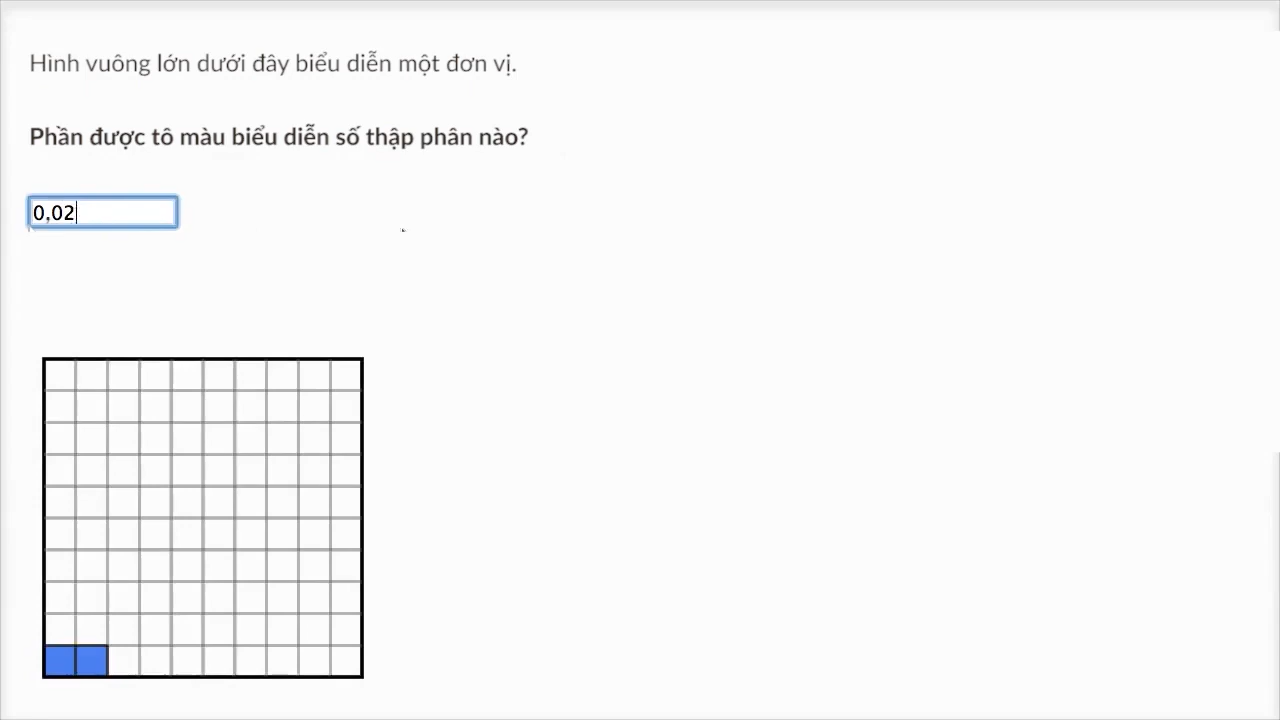 Hình vuông lớn dưới đây biểu diễn một đơn vị.
Phần được tô màu biểu diễn số thập phân nào?
0,02